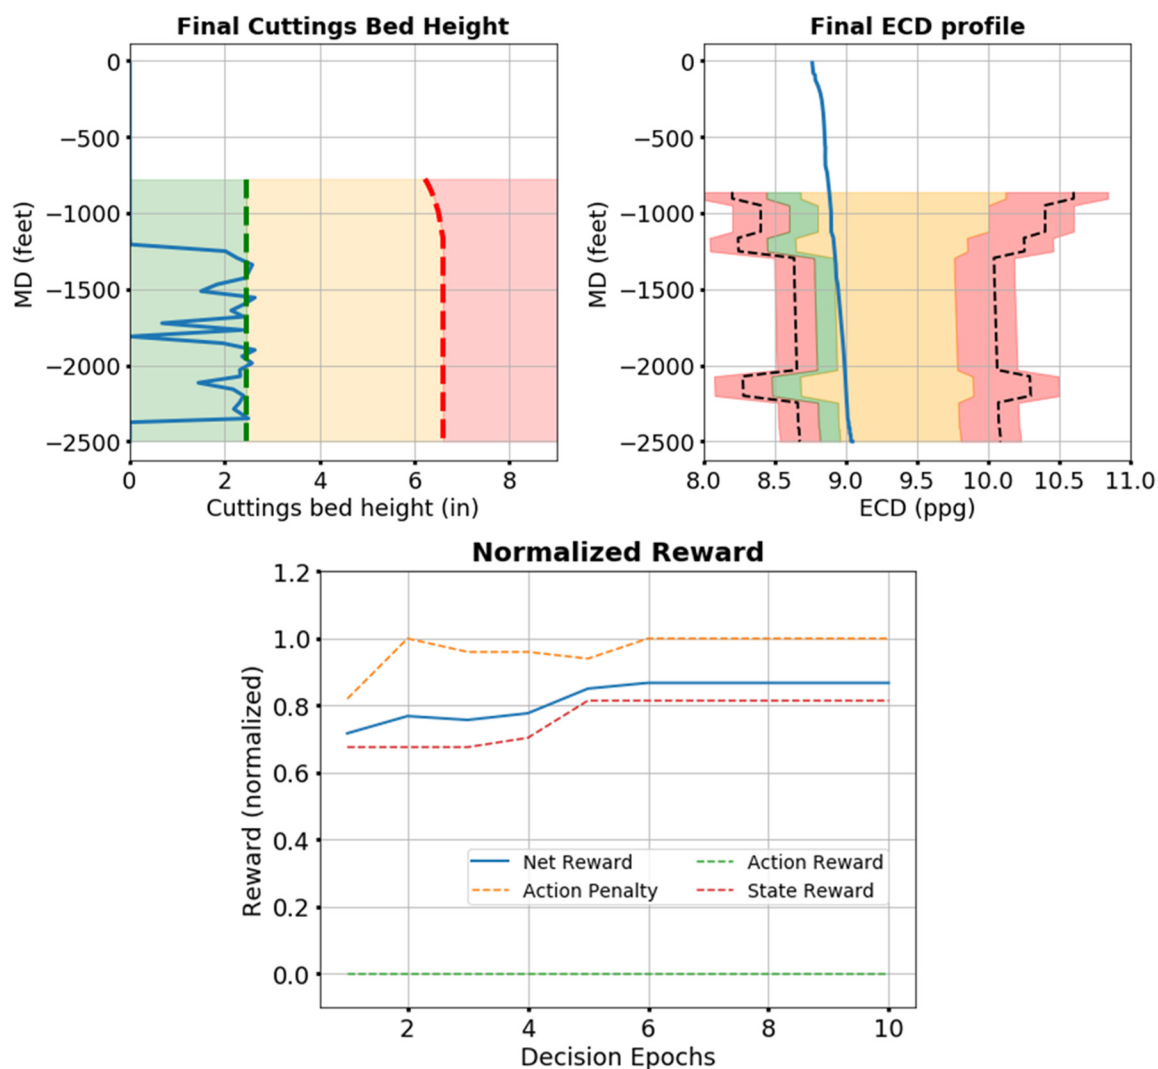 Final Cuttings Bed Height
0
−500
−1000
−1500
−2000
−2500
MD (feet)
0 2 4 6 8
Cuttings bed height (in)
Final ECD profile
0
−500
−1000
−1500
−2000
−2500
MD (feet)
8.0 8.5 9.0 9.5 10.0 10.5 11.0
ECD (ppg)
Normalized Reward
1.2
1.0
0.8
0.6
0.4
0.2
0.0
Reward (normalized)
Net Reward
Action Penalty
Action Reward
State Reward
2 4 6 8 10
Decision Epochs